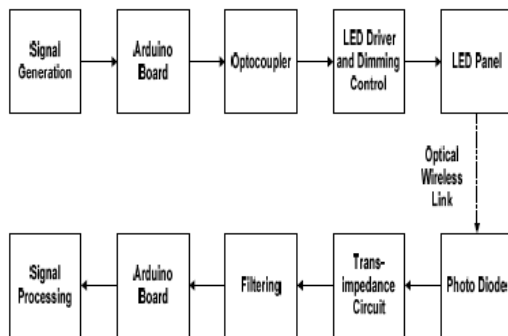 Signal
Generation
Arduino
Board
Optocoupler
LED Driver
and Dimming
Control
LED Panel
Optical
Wireless
Link
Signal
Processing
Arduino
Board
Filtering
Trans-
impedance
Circuit
Photo Diodes